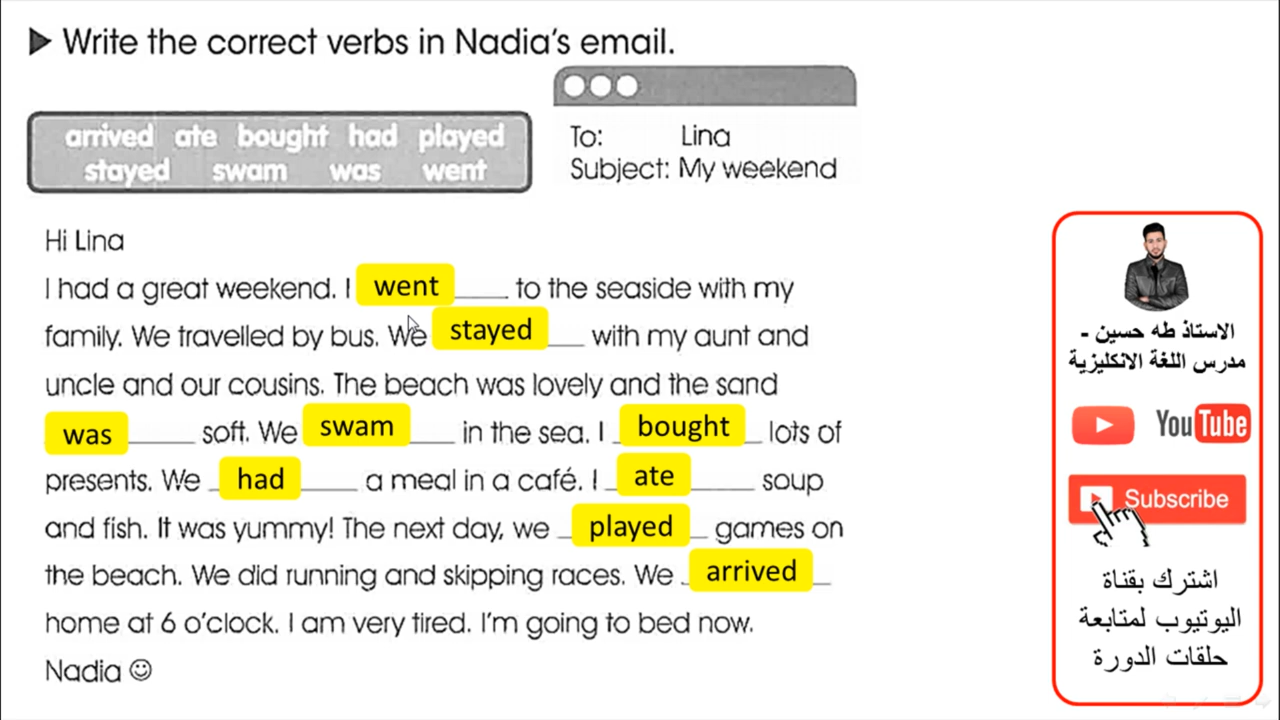 Write the correct verbs in Nadia's email.
arrived ate bought had played
stayed swam was went
To: Lina
Subject: My weekend
Hi Lina
I had a great weekend. I went ____ to the seaside with my
family. We travelled by bus. We stayed ___ with my aunt and
uncle and our cousins. The beach was lovely and the sand
was _____ soft. We swam ___ in the sea. I _ bought _ lots of
presents. We _ had ____ a meal in a café. I _ ate _____ soup
and fish. It was yummy! The next day, we _ played _ games on
the beach. We did running and skipping races. We _ arrived _
home at 6 o'clock. I am very tired. I'm going to bed now.
Nadia ☺
الاستاذ طه حسين -
مدرس اللغة الانكليزية
YouTube
Subscribe
اشترك بقناة
اليوتيوب لمتابعة
حلقات الدورة